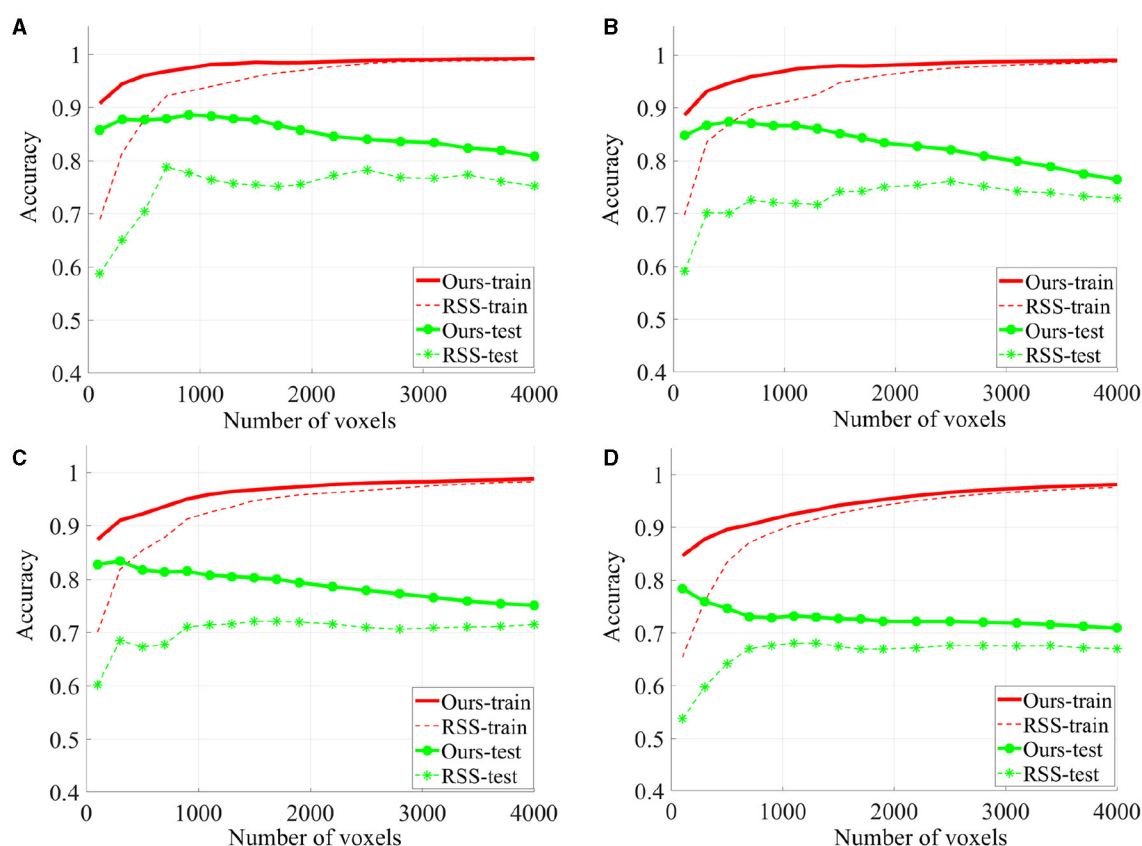 A
1
0.9
0.8
0.7
0.6
0.5
0.4
Accuracy
0
1000
2000
3000
4000
Number of voxels
Ours-train
RSS-train
Ours-test
RSS-test
B
1
0.9
0.8
0.7
0.6
0.5
0.4
Accuracy
0
1000
2000
3000
4000
Number of voxels
Ours-train
RSS-train
Ours-test
RSS-test
C
1
0.9
0.8
0.7
0.6
0.5
0.4
Accuracy
0
1000
2000
3000
4000
Number of voxels
Ours-train
RSS-train
Ours-test
RSS-test
D
1
0.9
0.8
0.7
0.6
0.5
0.4
Accuracy
0
1000
2000
3000
4000
Number of voxels
Ours-train
RSS-train
Ours-test
RSS-test